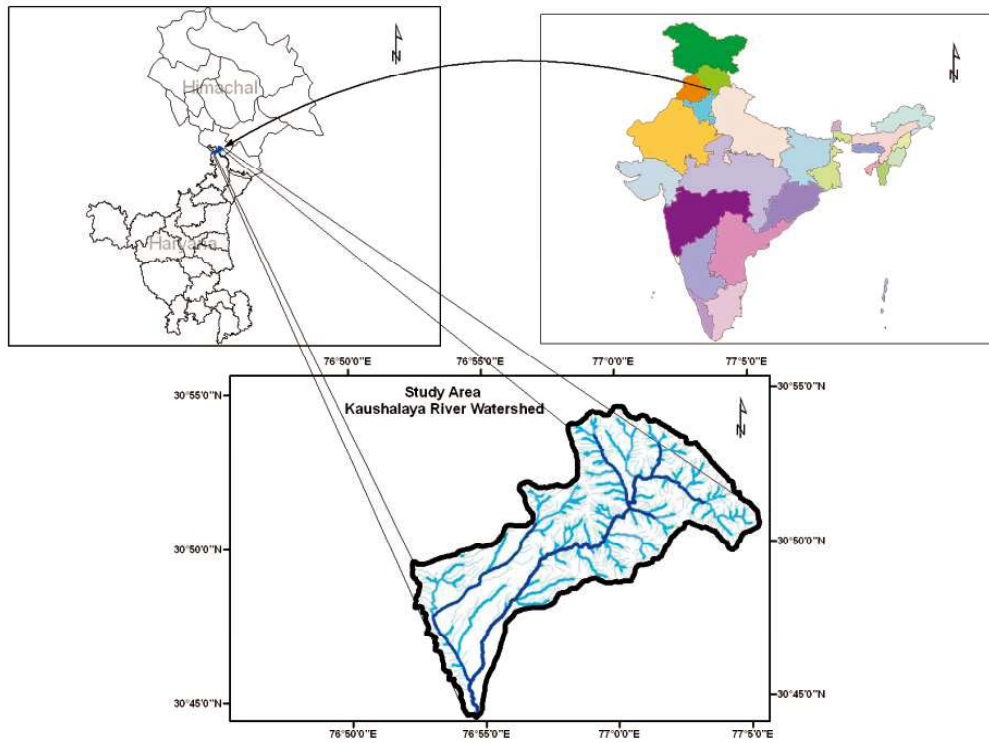 N
N
Himachal
Haryana
76°50'0"E 76°55'0"E 77°0'0"E 77°5'0"E
Study Area
Kaushalaya River Watershed
N
30°55'0"N 30°55'0"N
30°50'0"N 30°50'0"N
30°45'0"N 30°45'0"N
76°50'0"E 76°55'0"E 77°0'0"E 77°5'0"E